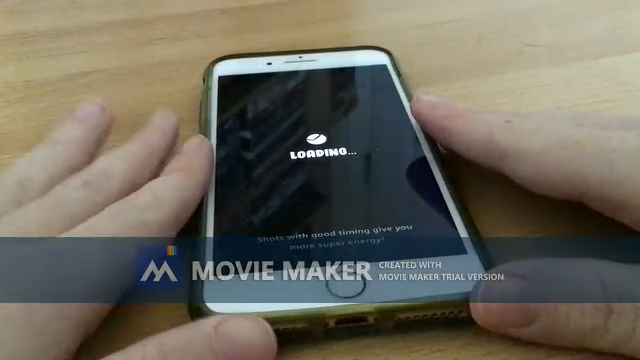 LOADING...
Shots with good timing give you
more super energy!
MOVIE MAKER
CREATED WITH
MOVIE MAKER TRIAL VERSION